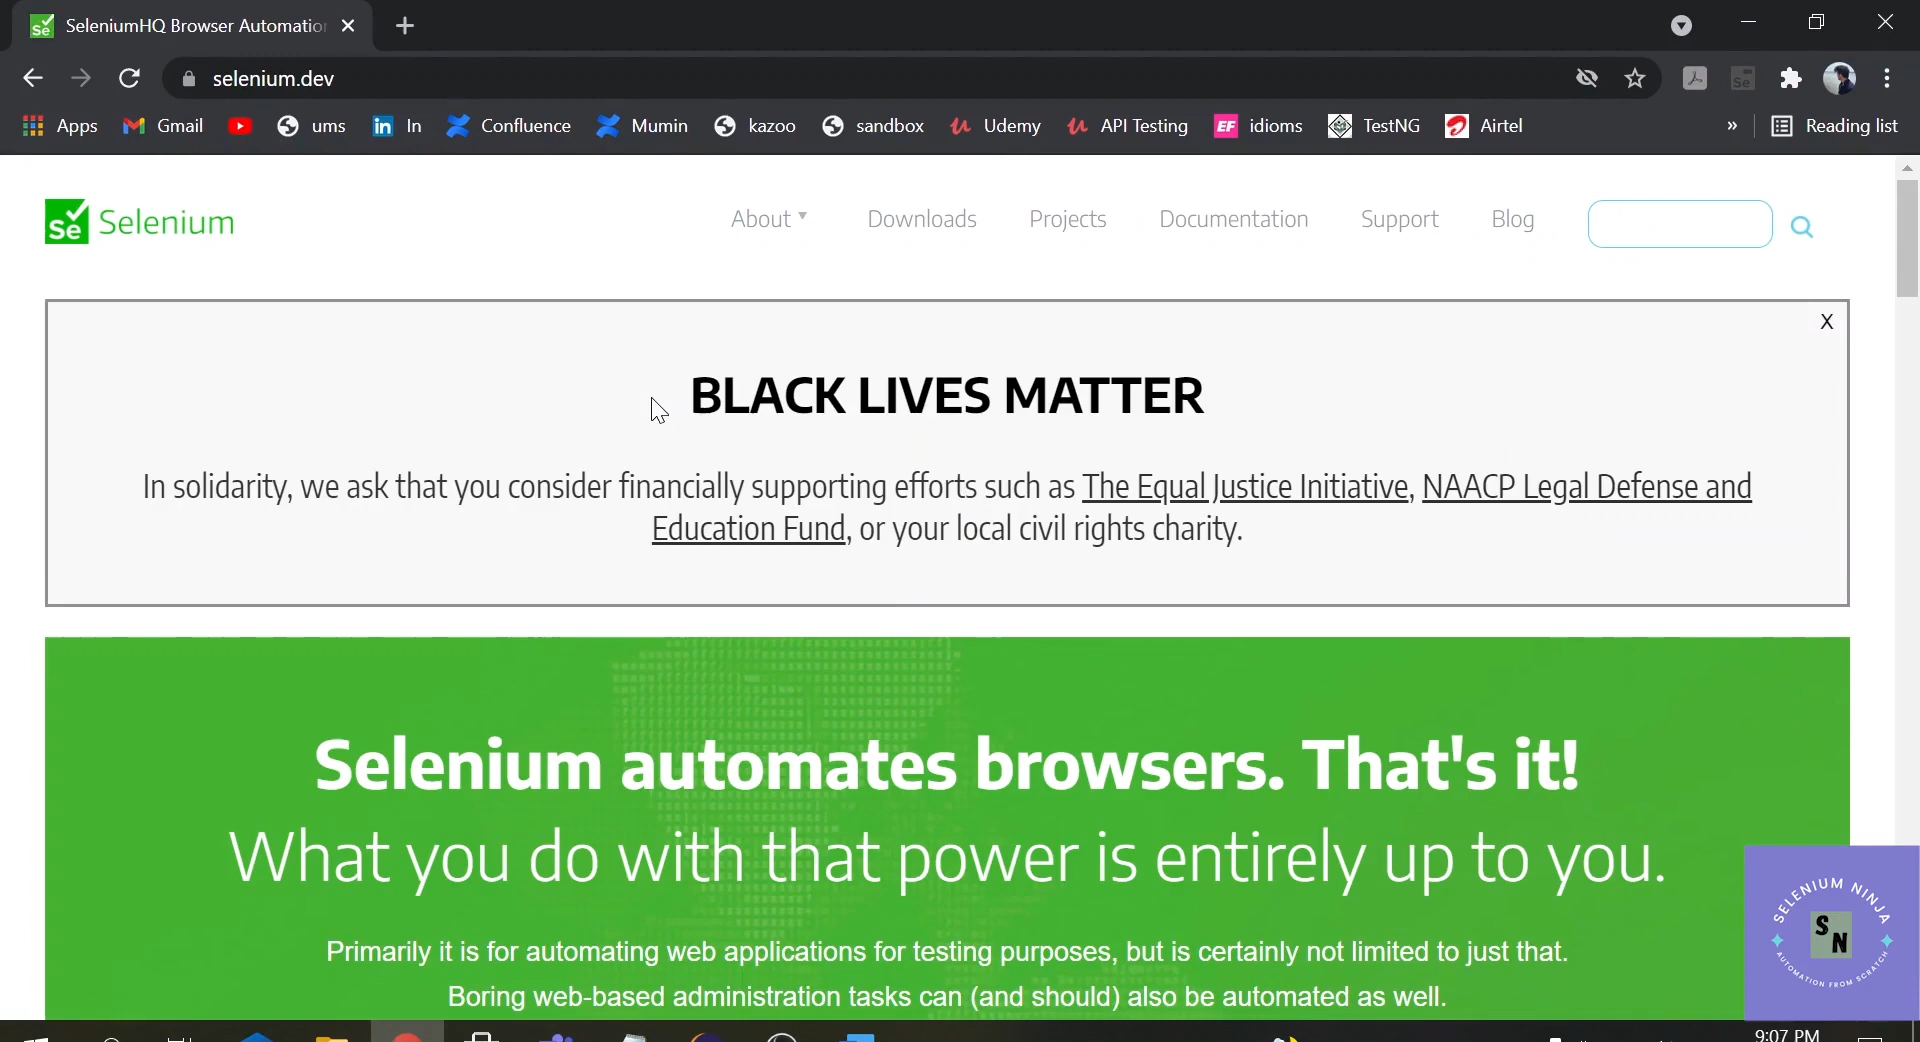 SeleniumHQ Browser Automatio
selenium.dev
Apps Gmail ums In Confluence Mumin kazoo sandbox Udemy API Testing EF idioms TestNG Airtel » Reading list
Se Selenium
About Downloads Projects Documentation Support Blog
X
BLACK LIVES MATTER
In solidarity, we ask that you consider financially supporting efforts such as The Equal Justice Initiative, NAACP Legal Defense and
Education Fund, or your local civil rights charity.
Selenium automates browsers. That's it!
What you do with that power is entirely up to you.
Primarily it is for automating web applications for testing purposes, but is certainly not limited to just that.
Boring web-based administration tasks can (and should) also be automated as well.
SELENIUM NINJA
SN
AUTOMATION FROM SCRATCH
9:07 PM